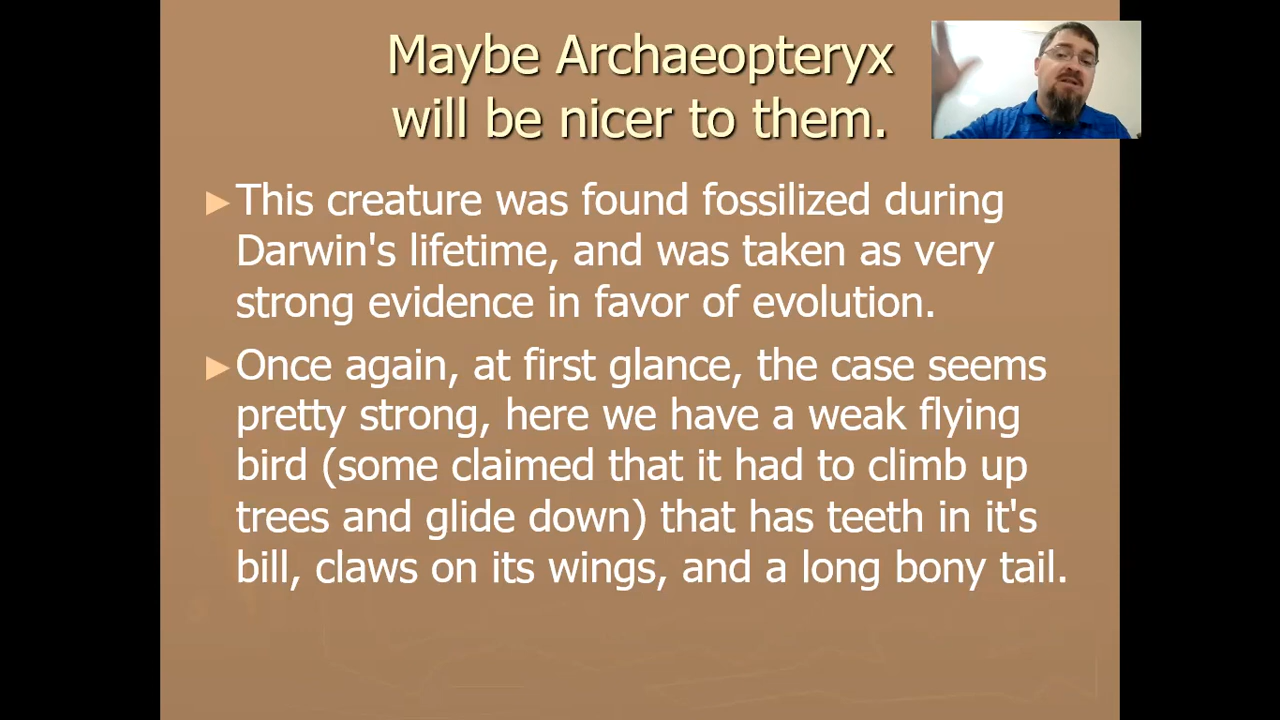 Maybe Archaeopteryx
will be nicer to them.
►This creature was found fossilized during
Darwin's lifetime, and was taken as very
strong evidence in favor of evolution.
►Once again, at first glance, the case seems
pretty strong, here we have a weak flying
bird (some claimed that it had to climb up
trees and glide down) that has teeth in it's
bill, claws on its wings, and a long bony tail.